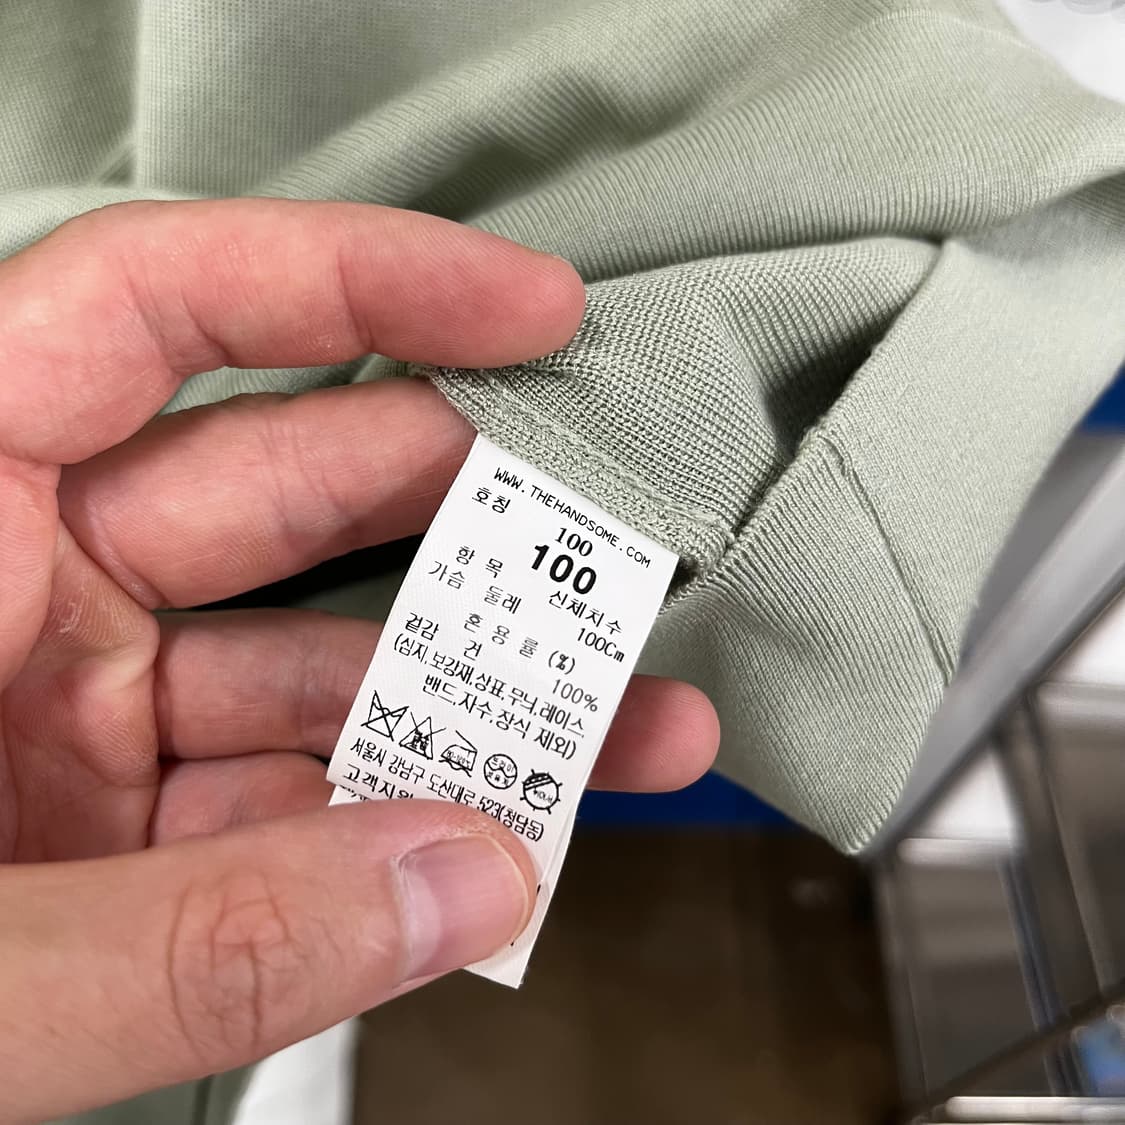 WWW.THEHANDSOME.COM
호칭 100
100
항 목 신체치수
가슴 둘레 100Cm
혼 용 률 (%)
겉감 견 100%
(심지,보강재,상표,무늬,레이스,
밴드,자수,장식 제외)
서울시 강남구 도산대로 523(청담동)
고객지원